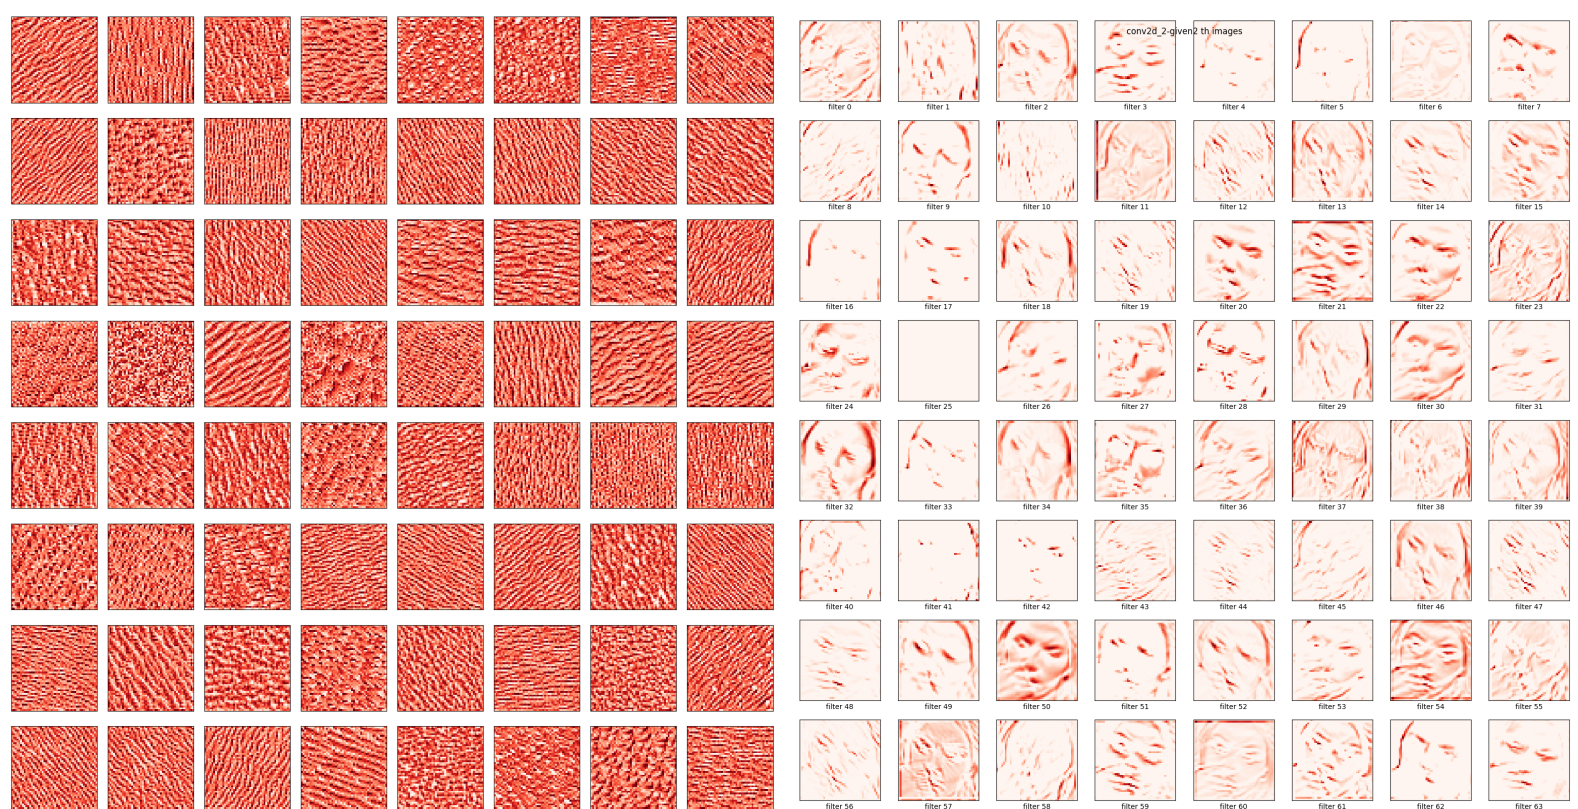 conv2d_2-given2 th images
filter 0 filter 1 filter 2 filter 3 filter 4 filter 5 filter 6 filter 7
filter 8 filter 9 filter 10 filter 11 filter 12 filter 13 filter 14 filter 15
filter 16 filter 17 filter 18 filter 19 filter 20 filter 21 filter 22 filter 23
filter 24 filter 25 filter 26 filter 27 filter 28 filter 29 filter 30 filter 31
filter 32 filter 33 filter 34 filter 35 filter 36 filter 37 filter 38 filter 39
filter 40 filter 41 filter 42 filter 43 filter 44 filter 45 filter 46 filter 47
filter 48 filter 49 filter 50 filter 51 filter 52 filter 53 filter 54 filter 55
filter 56 filter 57 filter 58 filter 59 filter 60 filter 61 filter 62 filter 63